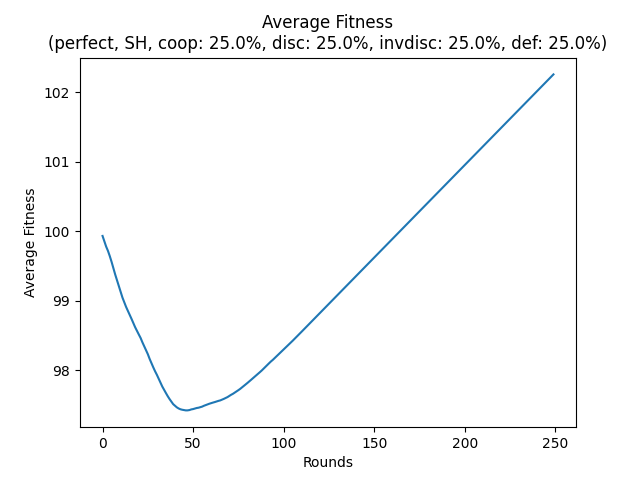 Average Fitness
(perfect, SH, coop: 25.0%, disc: 25.0%, invdisc: 25.0%, def: 25.0%)
102
101
100
99
98
Average Fitness
0 50 100 150 200 250
Rounds